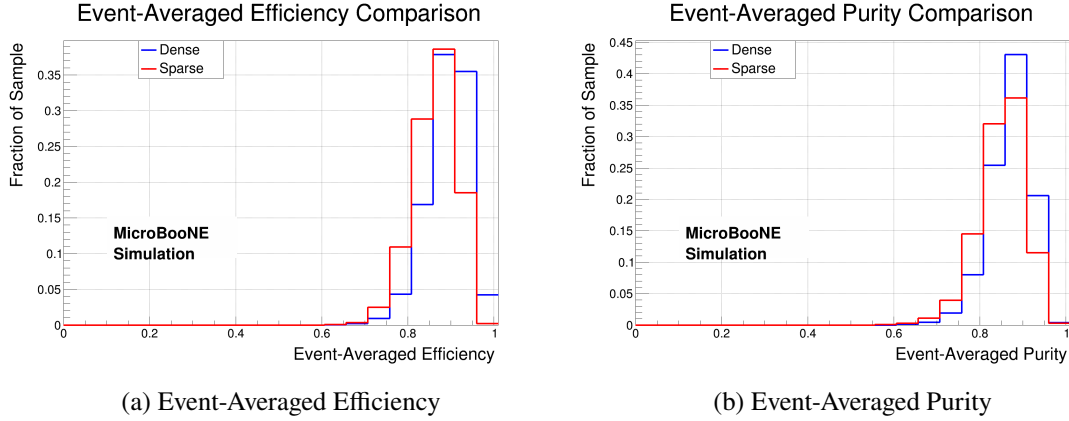 Event-Averaged Efficiency Comparison
Fraction of Sample
0.35
0.3
0.25
0.2
0.15
0.1
0.05
0
Dense
Sparse
MicroBooNE
Simulation
0 0.2 0.4 0.6 0.8 1
Event-Averaged Efficiency
(a) Event-Averaged Efficiency
Event-Averaged Purity Comparison
Fraction of Sample
0.45
0.4
0.35
0.3
0.25
0.2
0.15
0.1
0.05
0
Dense
Sparse
MicroBooNE
Simulation
0 0.2 0.4 0.6 0.8 1
Event-Averaged Purity
(b) Event-Averaged Purity